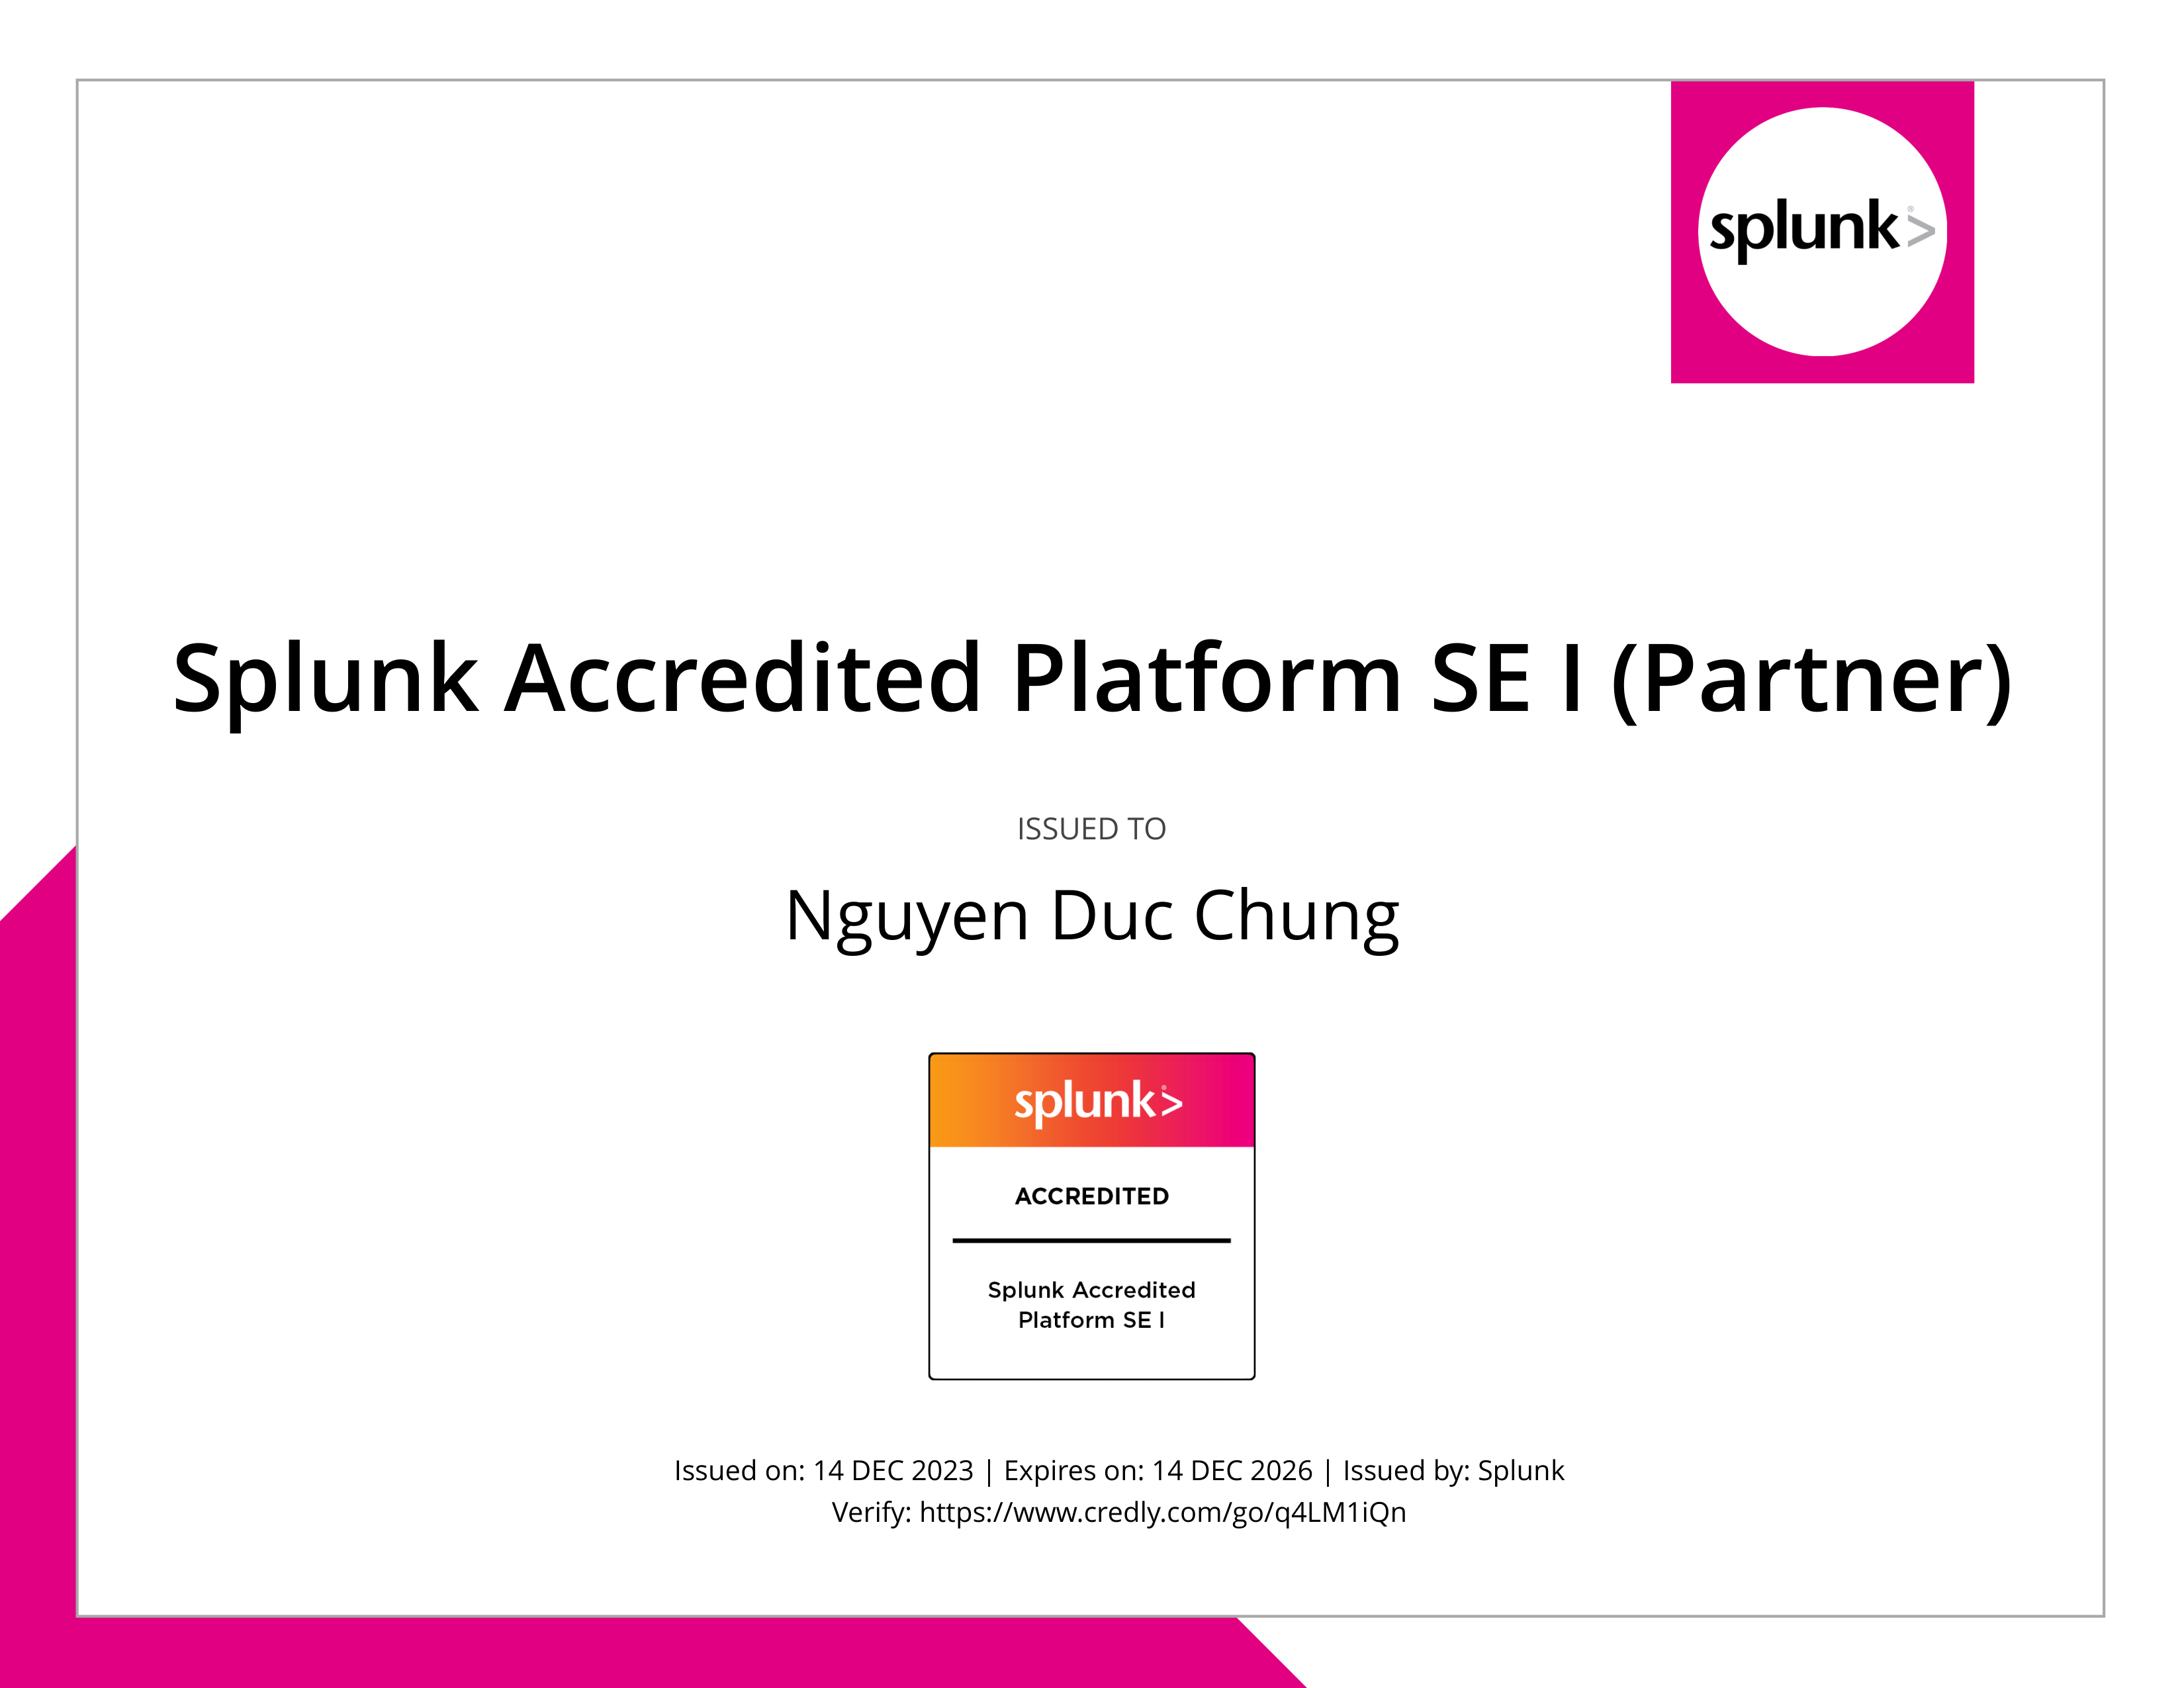 splunk>
Splunk Accredited Platform SE I (Partner)
ISSUED TO
Nguyen Duc Chung
splunk>
ACCREDITED
Splunk Accredited
Platform SE I
Issued on: 14 DEC 2023 | Expires on: 14 DEC 2026 | Issued by: Splunk
Verify: https://www.credly.com/go/q4LM1iQn